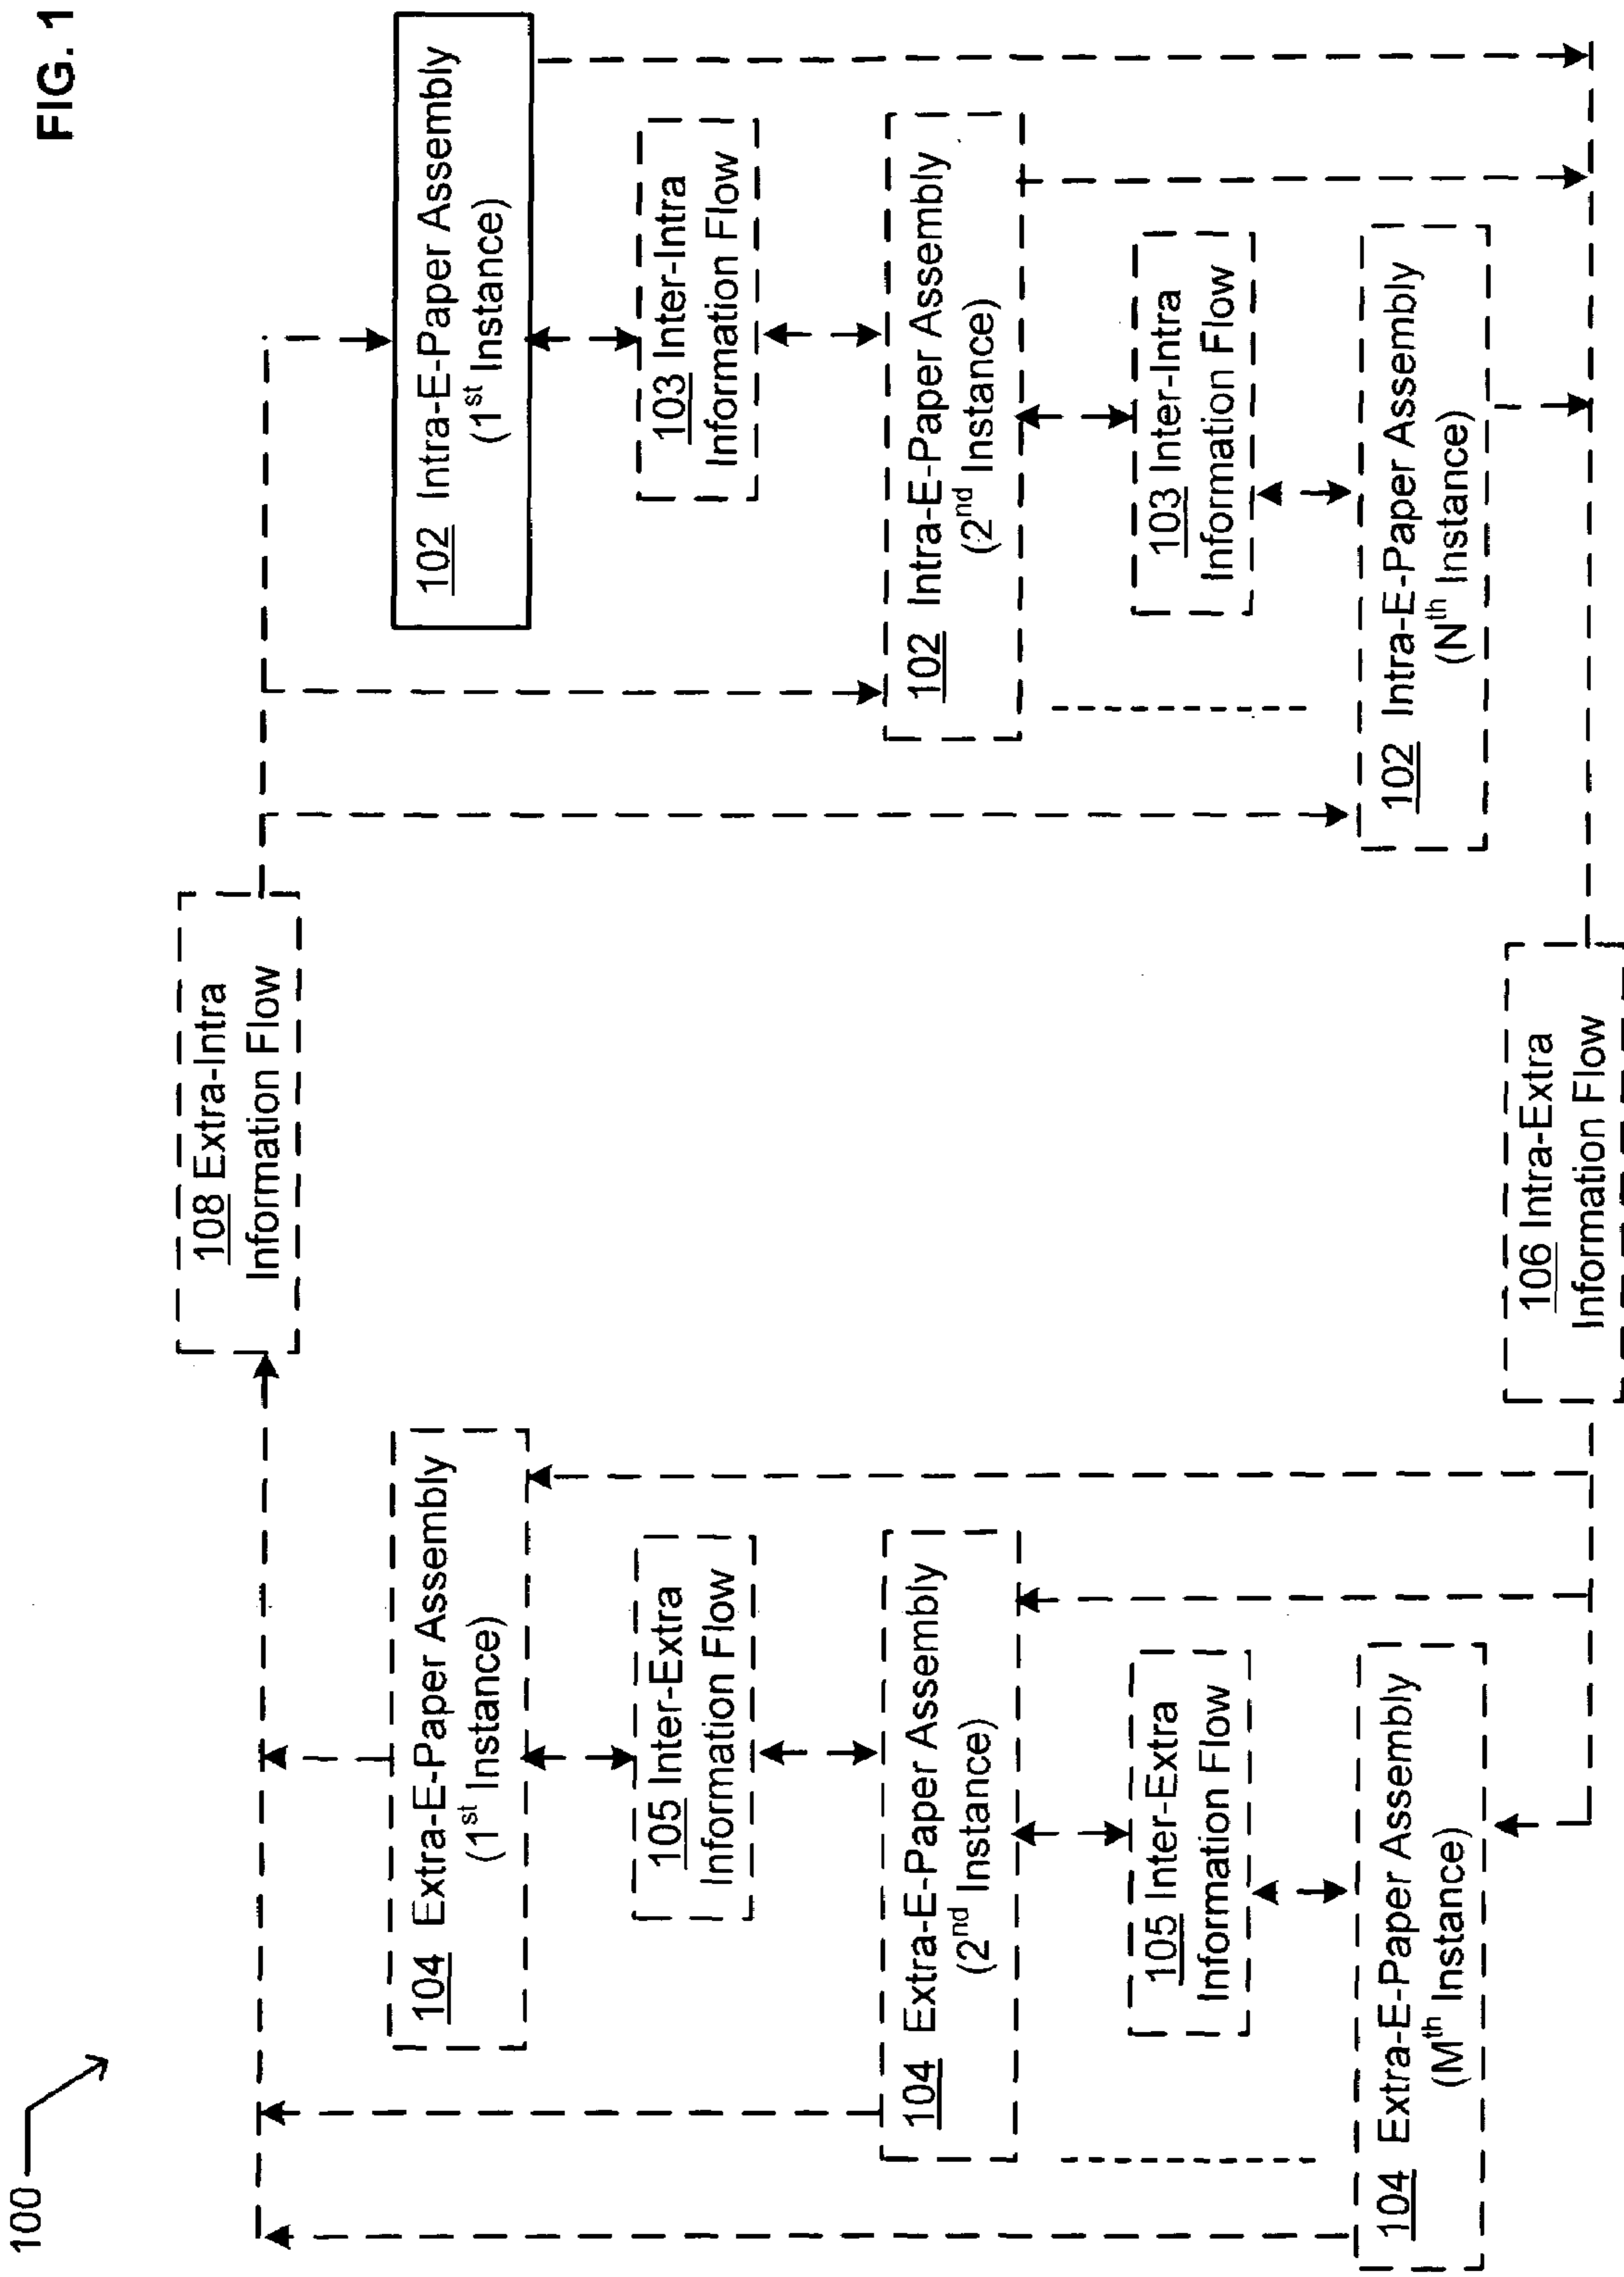 FIG. 1
100
108 Extra-Intra
Information Flow
104 Extra-E-Paper Assembly
(1st Instance)
102 Intra-E-Paper Assembly
(1st Instance)
105 Inter-Extra
Information Flow
103 Inter-Intra
Information Flow
104 Extra-E-Paper Assembly
(2nd Instance)
102 Intra-E-Paper Assembly
(2nd Instance)
105 Inter-Extra
Information Flow
103 Inter-Intra
Information Flow
104 Extra-E-Paper Assembly
(Mth Instance)
102 Intra-E-Paper Assembly
(Nth Instance)
106 Intra-Extra
Information Flow